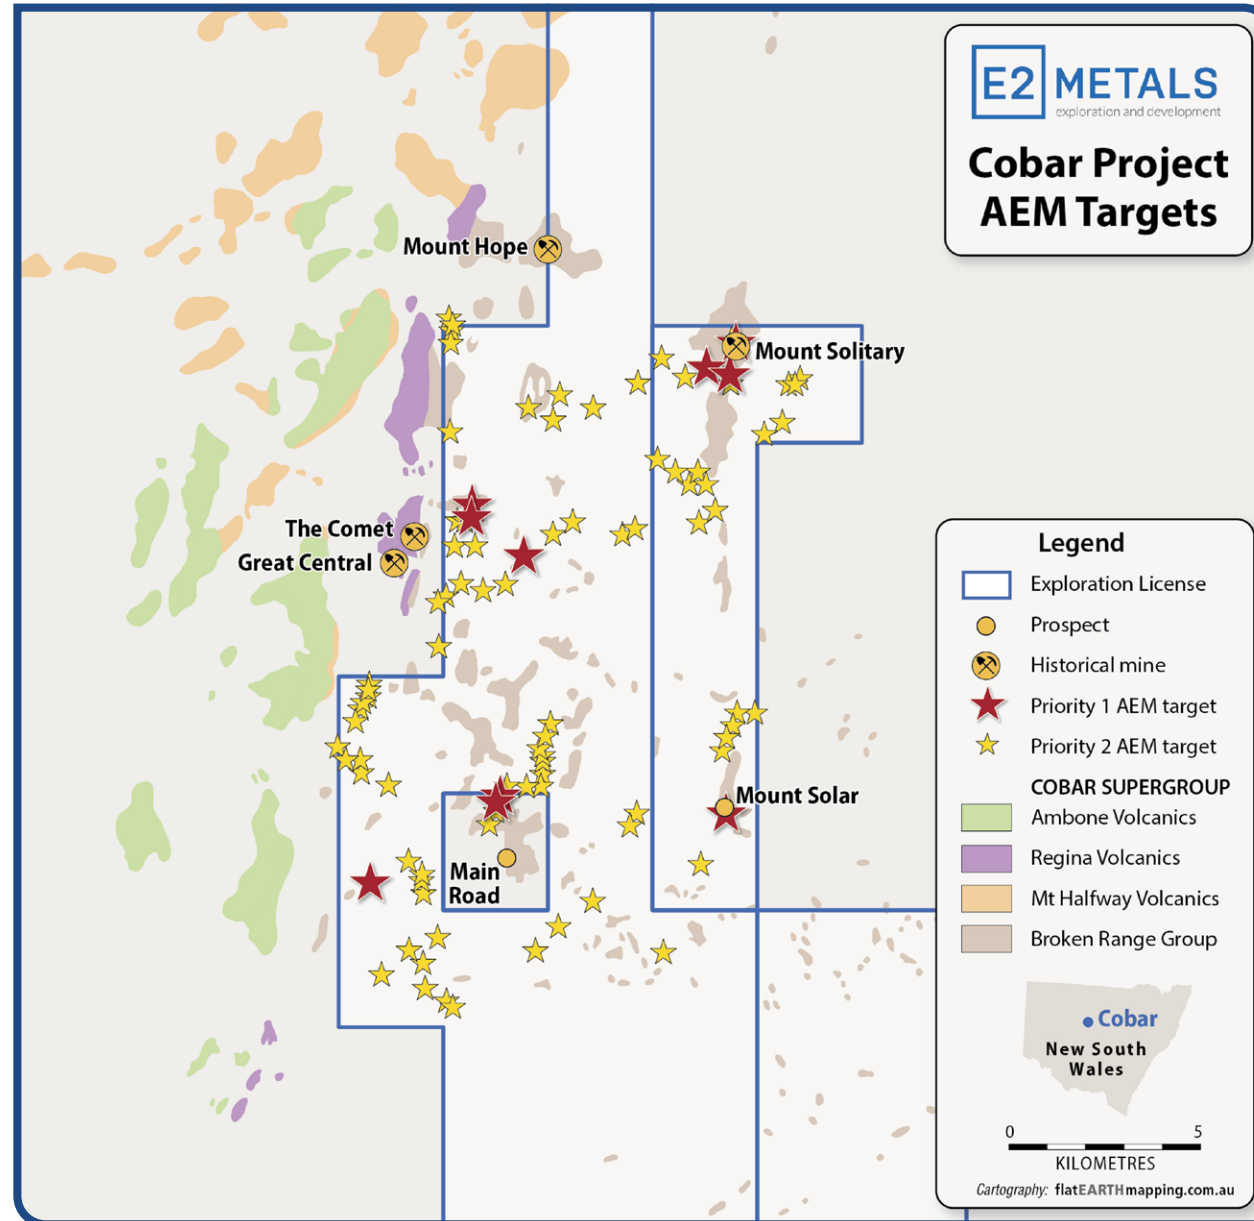 E2 METALS
exploration and development
Cobar Project
AEM Targets
Mount Hope
Mount Solitary
The Comet
Great Central
Mount Solar
Main
Road
Legend
Exploration License
Prospect
Historical mine
Priority 1 AEM target
Priority 2 AEM target
COBAR SUPERGROUP
Ambone Volcanics
Regina Volcanics
Mt Halfway Volcanics
Broken Range Group
Cobar
New South
Wales
0 5
KILOMETRES
Cartography: flatEARTHmapping.com.au